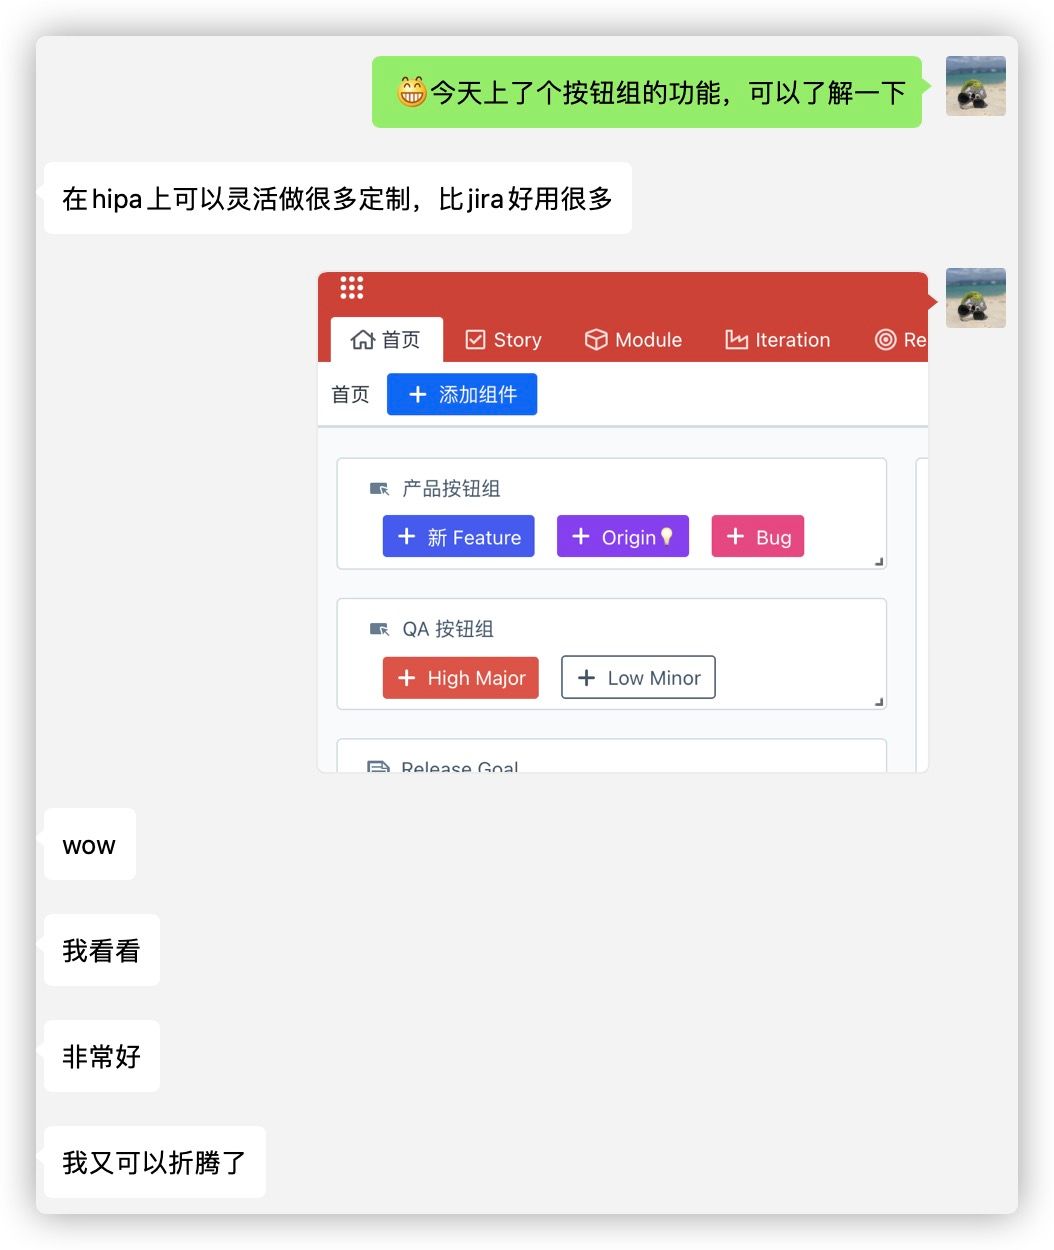 😁今天上了个按钮组的功能，可以了解一下
在hipa上可以灵活做很多定制，比jira好用很多
首页 Story Module Iteration Re
首页 + 添加组件
产品按钮组
+ 新 Feature + Origin💡 + Bug
QA 按钮组
+ High Major + Low Minor
Release Goal
wow
我看看
非常好
我又可以折腾了